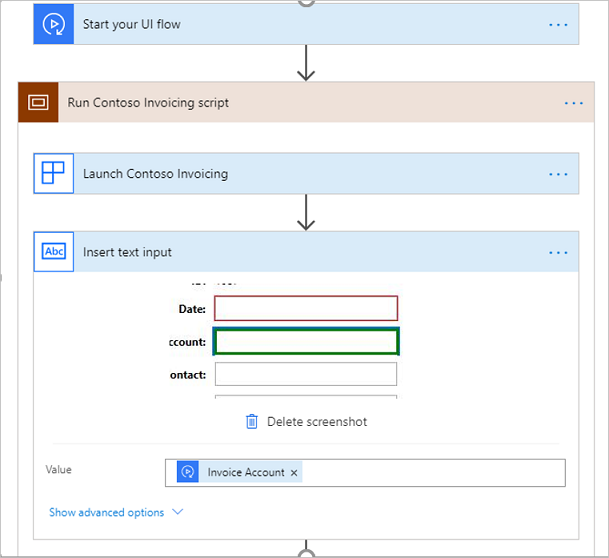 Start your UI flow
...
Run Contoso Invoicing script
...
Launch Contoso Invoicing
...
Abc Insert text input
...
Date:
ccount:
ontact:
Delete screenshot
Value Invoice Account ×
Show advanced options